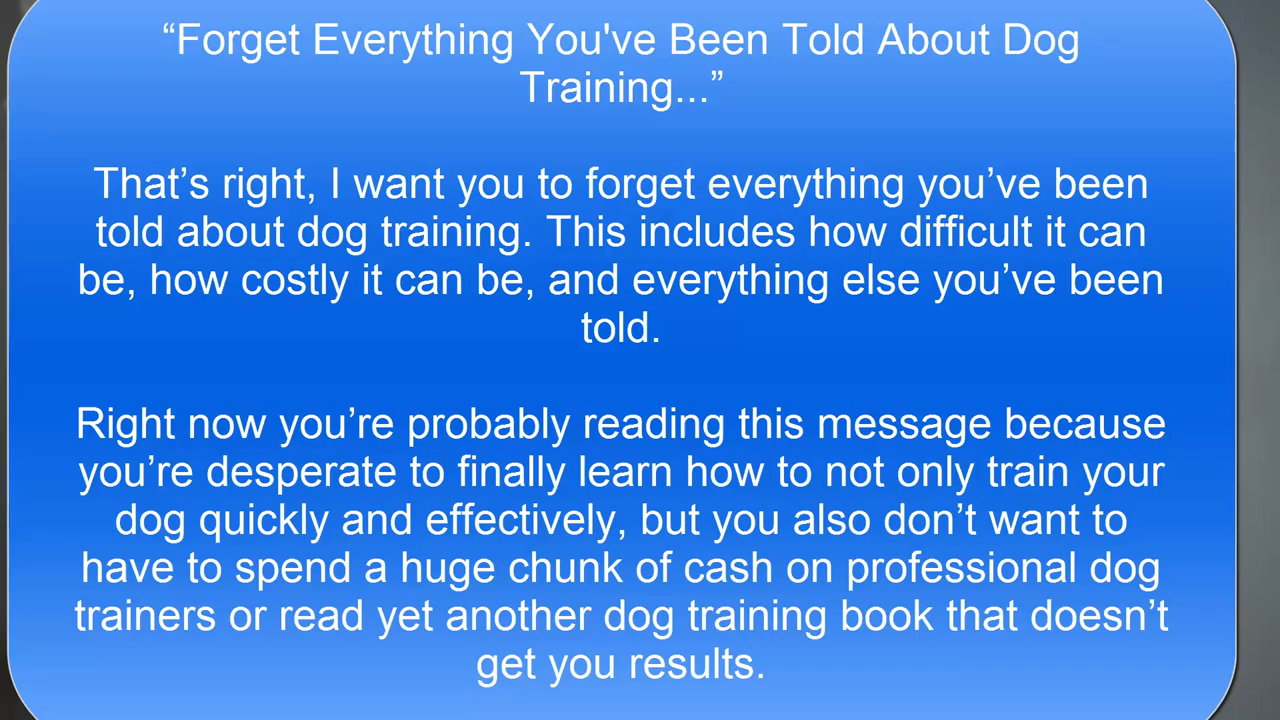 “Forget Everything You've Been Told About Dog
Training...”
That’s right, I want you to forget everything you’ve been
told about dog training. This includes how difficult it can
be, how costly it can be, and everything else you’ve been
told.
Right now you’re probably reading this message because
you’re desperate to finally learn how to not only train your
dog quickly and effectively, but you also don’t want to
have to spend a huge chunk of cash on professional dog
trainers or read yet another dog training book that doesn’t
get you results.